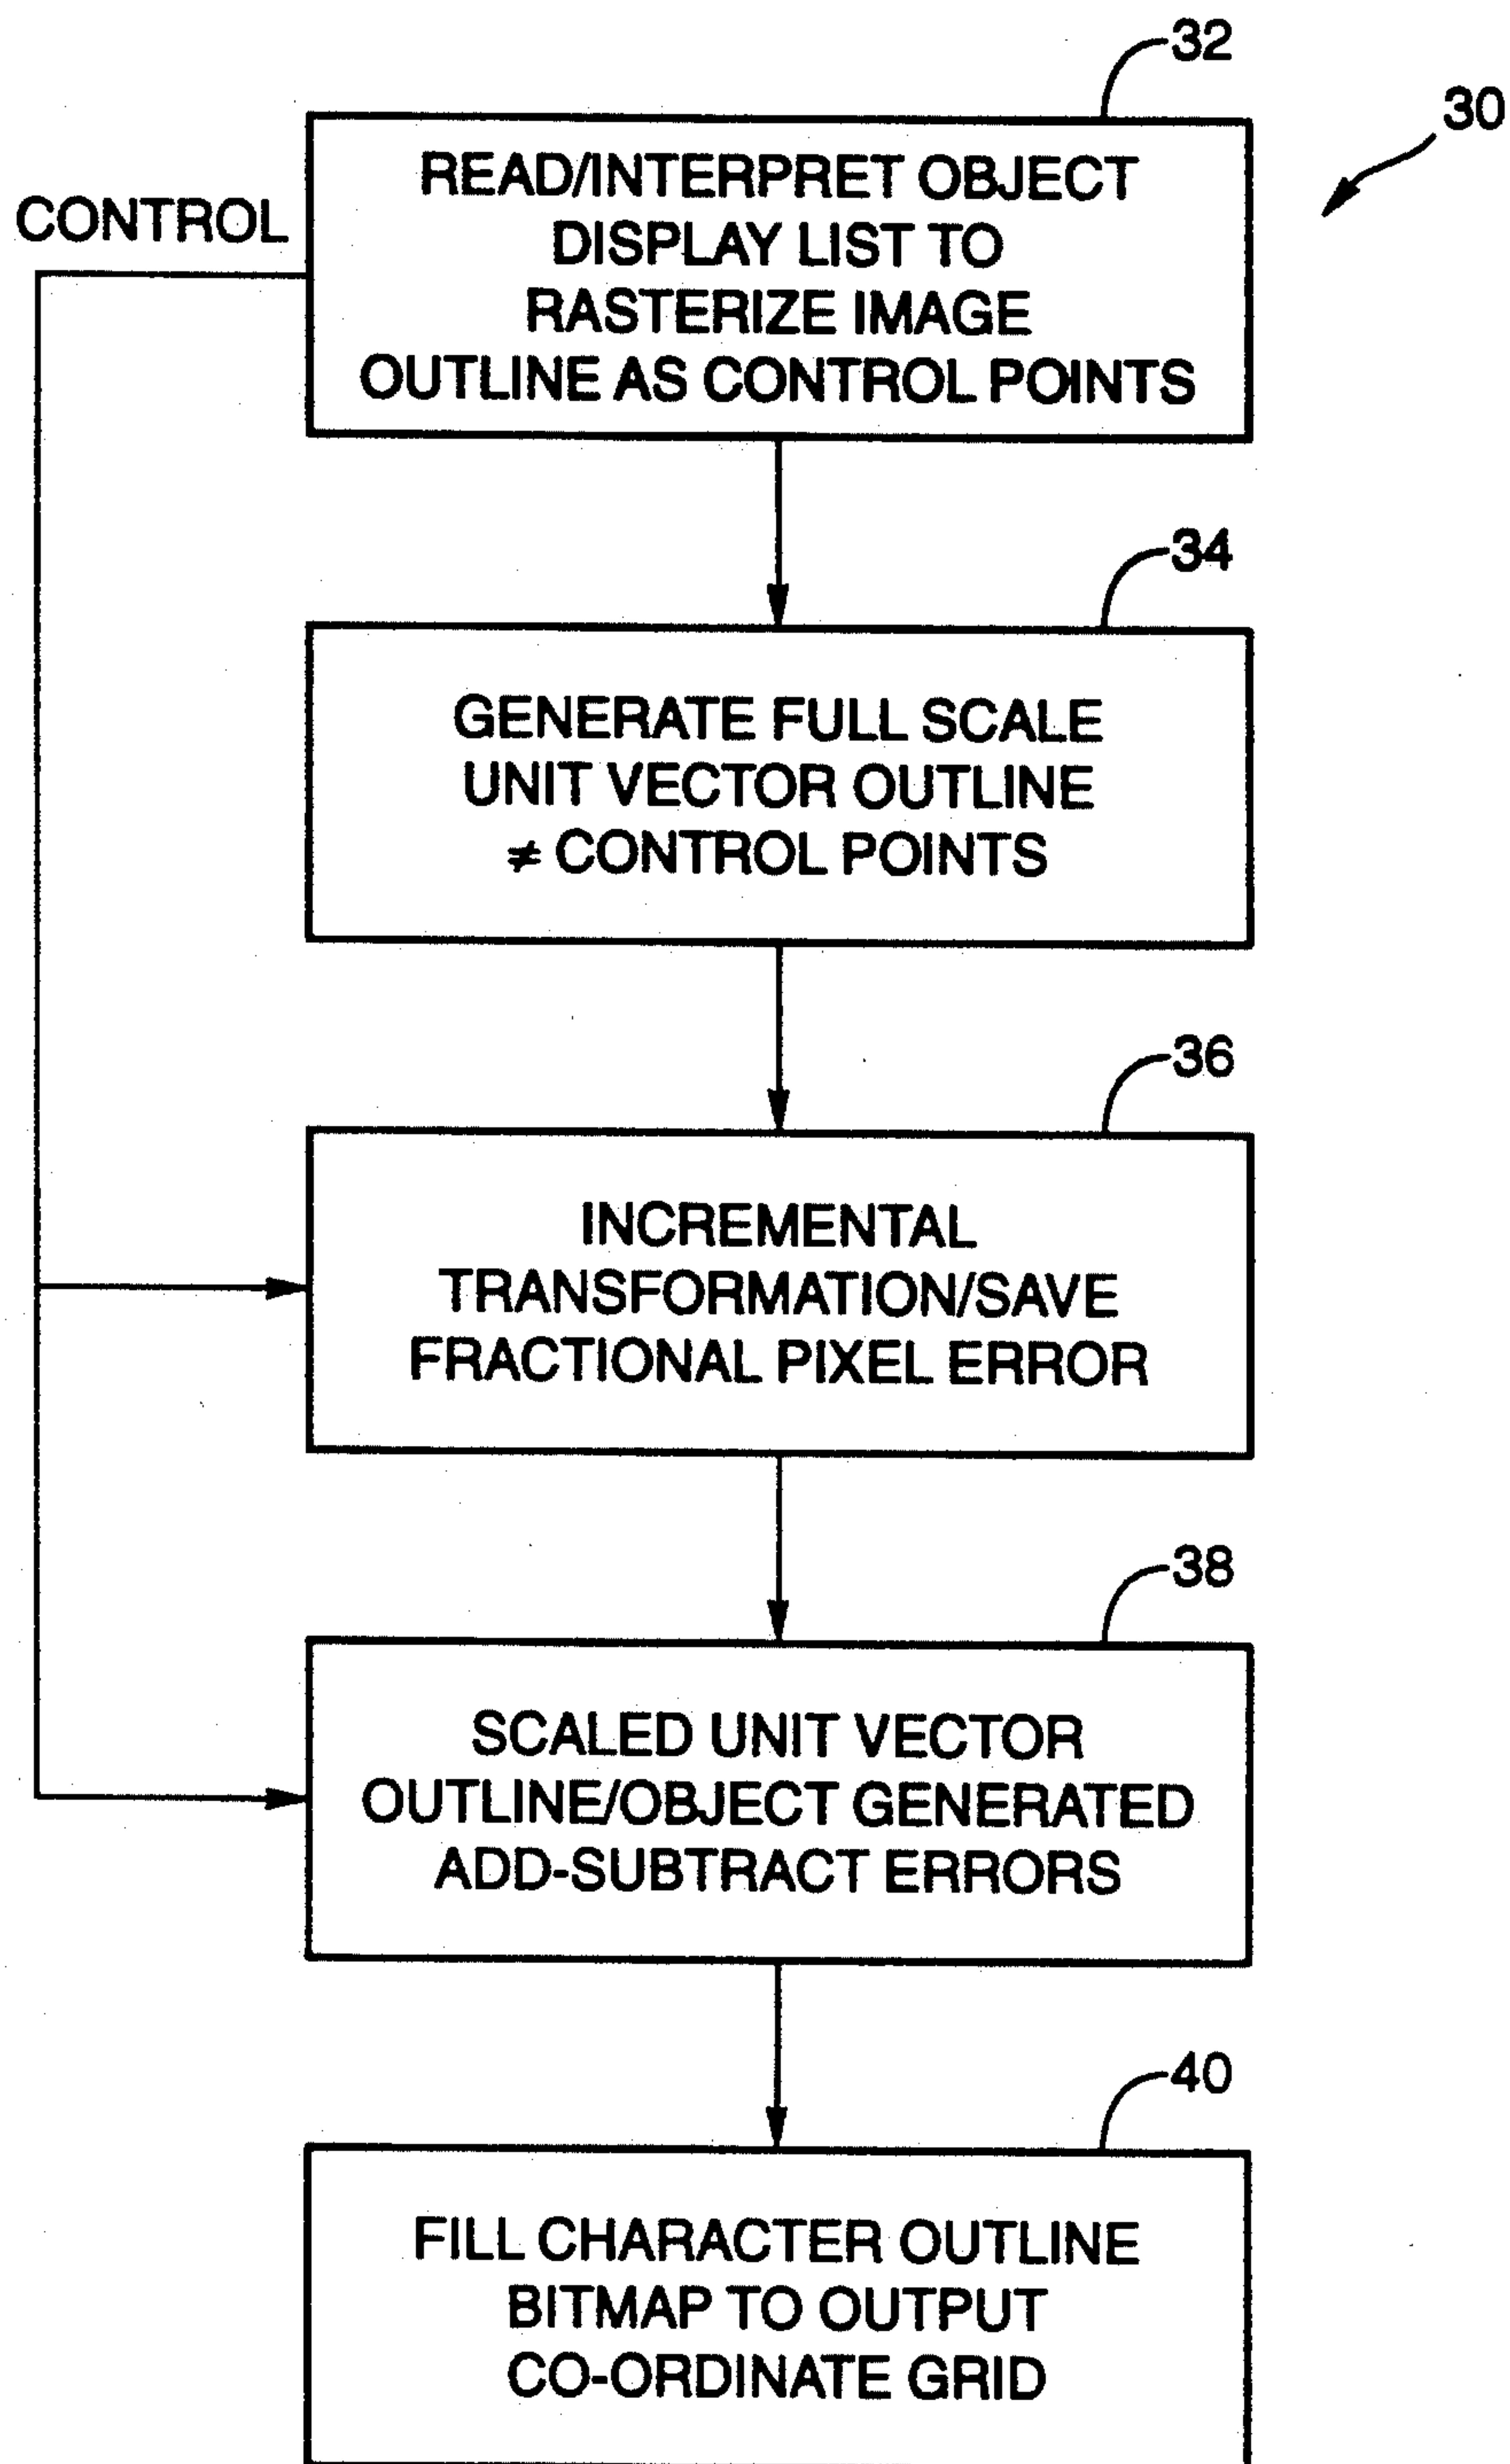 32
30
CONTROL
READ/INTERPRET OBJECT
DISPLAY LIST TO
RASTERIZE IMAGE
OUTLINE AS CONTROL POINTS
34
GENERATE FULL SCALE
UNIT VECTOR OUTLINE
≠ CONTROL POINTS
36
INCREMENTAL
TRANSFORMATION/SAVE
FRACTIONAL PIXEL ERROR
38
SCALED UNIT VECTOR
OUTLINE/OBJECT GENERATED
ADD-SUBTRACT ERRORS
40
FILL CHARACTER OUTLINE
BITMAP TO OUTPUT
CO-ORDINATE GRID